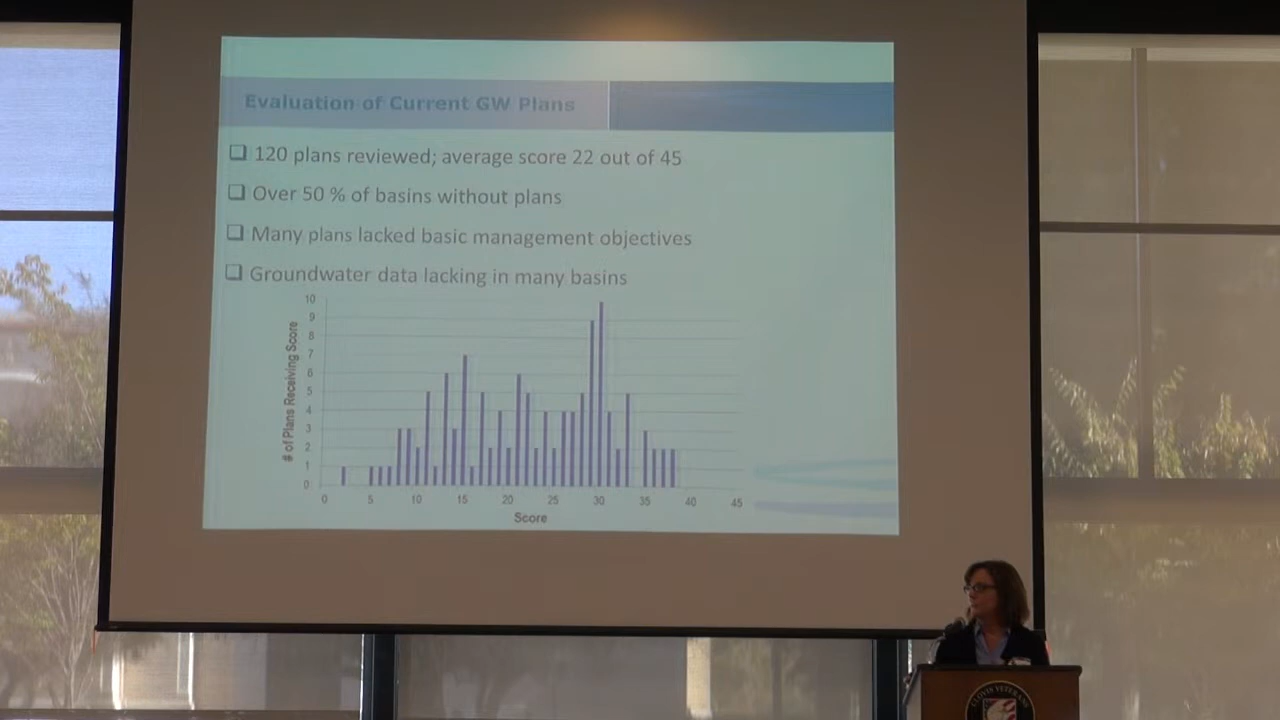 Evaluation of Current GW Plans
120 plans reviewed; average score 22 out of 45
Over 50 % of basins without plans
Many plans lacked basic management objectives
Groundwater data lacking in many basins
# of Plans Receiving Score
10
9
8
7
6
5
4
3
2
1
0
0 5 10 15 20 25 30 35 40 45
Score
CLOVIS VETERAN